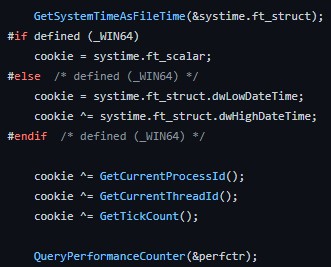 GetSystemTimeAsFileTime(&systime.ft_struct);
#if defined (_WIN64)
cookie = systime.ft_scalar;
#else  /* defined (_WIN64) */
cookie = systime.ft_struct.dwLowDateTime;
cookie ^= systime.ft_struct.dwHighDateTime;
#endif  /* defined (_WIN64) */
cookie ^= GetCurrentProcessId();
cookie ^= GetCurrentThreadId();
cookie ^= GetTickCount();
QueryPerformanceCounter(&perfctr);